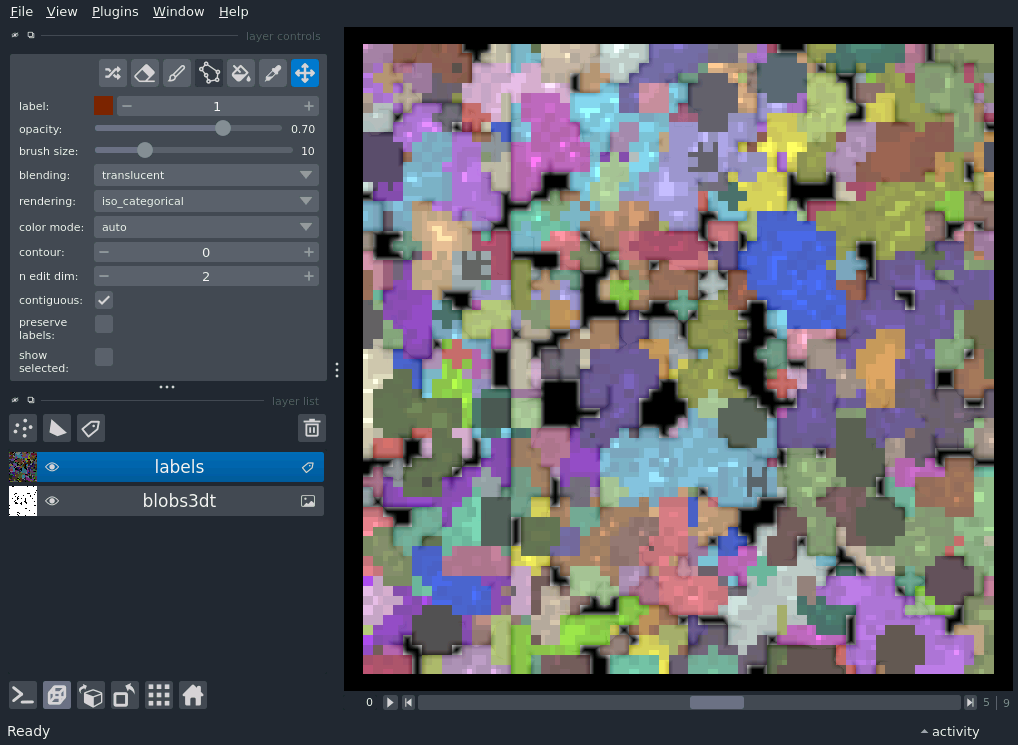 File View Plugins Window Help
layer controls
label: 1
opacity: 0.70
brush size: 10
blending: translucent
rendering: iso_categorical
color mode: auto
contour: 0
n edit dim: 2
contiguous:
preserve
labels:
show
selected:
layer list
labels
blobs3dt
0 5 9
Ready activity